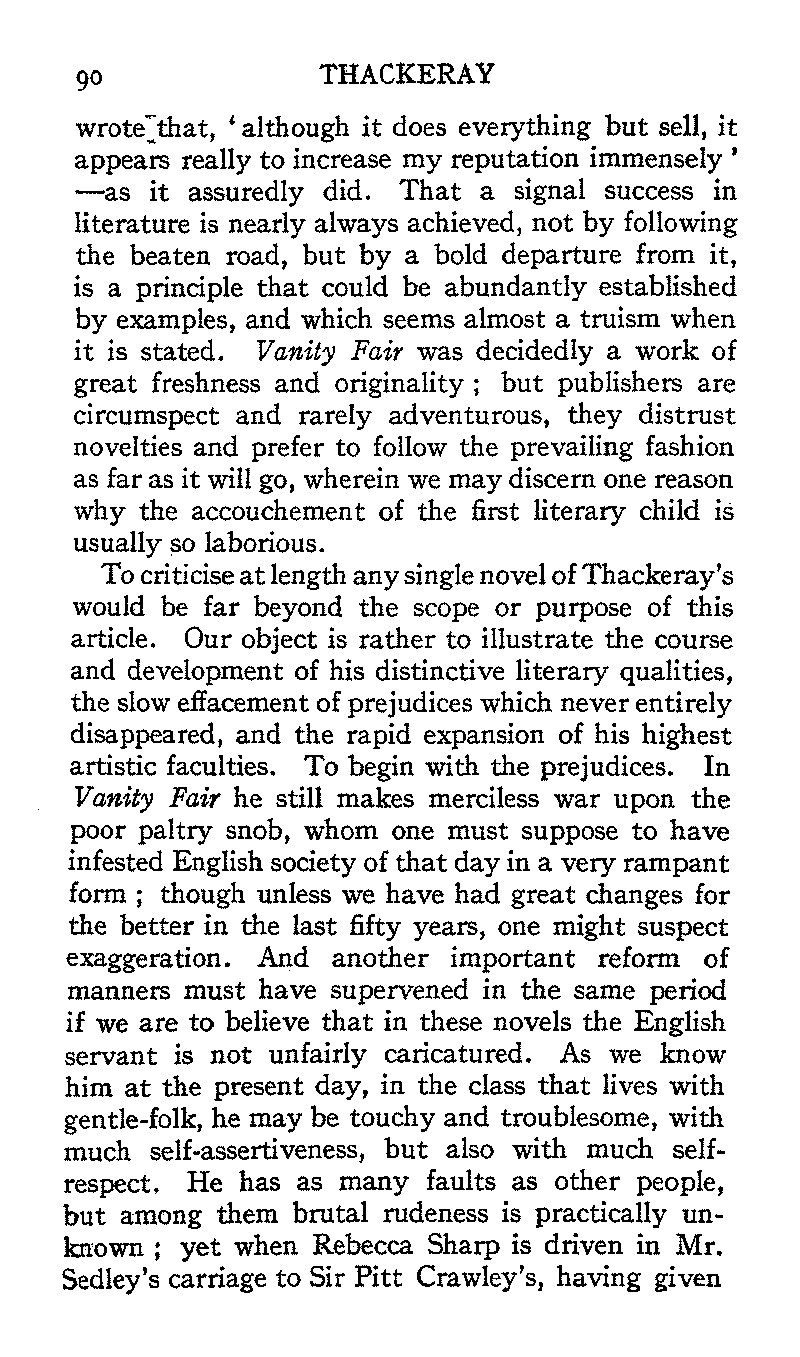 90 THACKERAY
wrote that, ‘ although it does everything but sell, it
appears really to increase my reputation immensely ’
—as it assuredly did. That a signal success in
literature is nearly always achieved, not by following
the beaten road, but by a bold departure from it,
is a principle that could be abundantly established
by examples, and which seems almost a truism when
it is stated. Vanity Fair was decidedly a work of
great freshness and originality ; but publishers are
circumspect and rarely adventurous, they distrust
novelties and prefer to follow the prevailing fashion
as far as it will go, wherein we may discern one reason
why the accouchement of the first literary child is
usually so laborious.
To criticise at length any single novel of Thackeray's
would be far beyond the scope or purpose of this
article. Our object is rather to illustrate the course
and development of his distinctive literary qualities,
the slow effacement of prejudices which never entirely
disappeared, and the rapid expansion of his highest
artistic faculties. To begin with the prejudices. In
Vanity Fair he still makes merciless war upon the
poor paltry snob, whom one must suppose to have
infested English society of that day in a very rampant
form ; though unless we have had great changes for
the better in the last fifty years, one might suspect
exaggeration. And another important reform of
manners must have supervened in the same period
if we are to believe that in these novels the English
servant is not unfairly caricatured. As we know
him at the present day, in the class that lives with
gentle-folk, he may be touchy and troublesome, with
much self-assertiveness, but also with much self-
respect. He has as many faults as other people,
but among them brutal rudeness is practically un-
known ; yet when Rebecca Sharp is driven in Mr.
Sedley's carriage to Sir Pitt Crawley's, having given